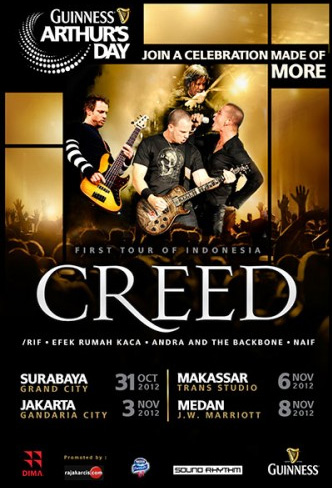 GUINNESS
ARTHUR'S
DAY
JOIN A CELEBRATION MADE OF
MORE
FIRST TOUR OF INDONESIA
CREED
/RIF • EFEK RUMAH KACA • ANDRA AND THE BACKBONE • NAIF
SURABAYA
GRAND CITY
31 OCT
2012
MAKASSAR
TRANS STUDIO
6 NOV
2012
JAKARTA
GANDARIA CITY
3 NOV
2012
MEDAN
J.W. MARRIOTT
8 NOV
2012
Promoted by :
DIMA
rajakarcis.com
SOUND RHYTHM
GUINNESS